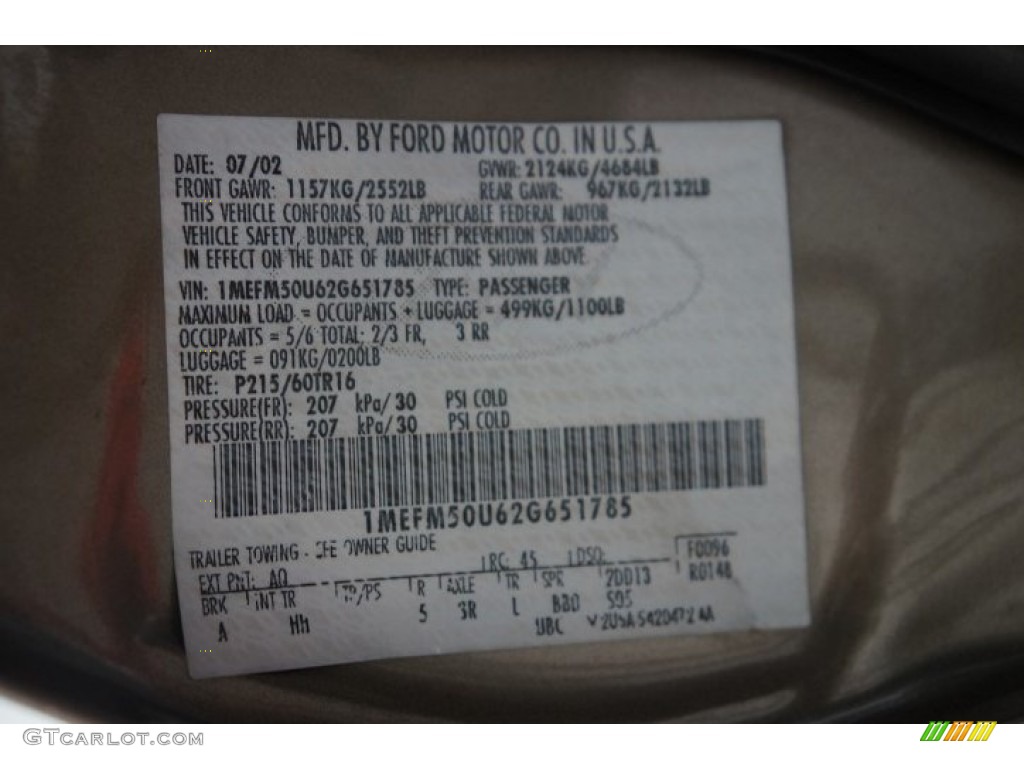 MFD. BY FORD MOTOR CO. IN U.S.A.
DATE: 07/02 GVWR: 2124KG/4684LB
FRONT GAWR: 1157KG/2552LB REAR GAWR: 967KG/2132LB
THIS VEHICLE CONFORMS TO ALL APPLICABLE FEDERAL MOTOR
VEHICLE SAFETY, BUMPER, AND THEFT PREVENTION STANDARDS
IN EFFECT ON THE DATE OF MANUFACTURE SHOWN ABOVE
VIN: 1MEFM50U62G651785 TYPE: PASSENGER
MAXIMUM LOAD = OCCUPANTS + LUGGAGE = 499KG/1100LB
OCCUPANTS = 5/6 TOTAL; 2/3 FR, 3 RR
LUGGAGE = 091KG/0200LB
TIRE: P215/60TR16
PRESSURE(FR): 207 kPa/30 PSI COLD
PRESSURE(RR): 207 kPa/30 PSI COLD
1MEFM50U62G651785
TRAILER TOWING - SEE OWNER GUIDE
EXT PNT: AQ RC: 45 DSO: F0096
BRK INT TR TP/PS R AXLE TR SPR R0148
A HH 5 3R L
UBC
GTCarlot.com